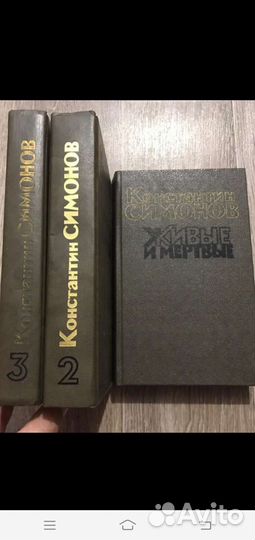 3 Константин СИМОНОВ
2 Константин СИМОНОВ
Константин
СИМОНОВ
ЖИВЫЕ
И МЕРТВЫЕ
Avito